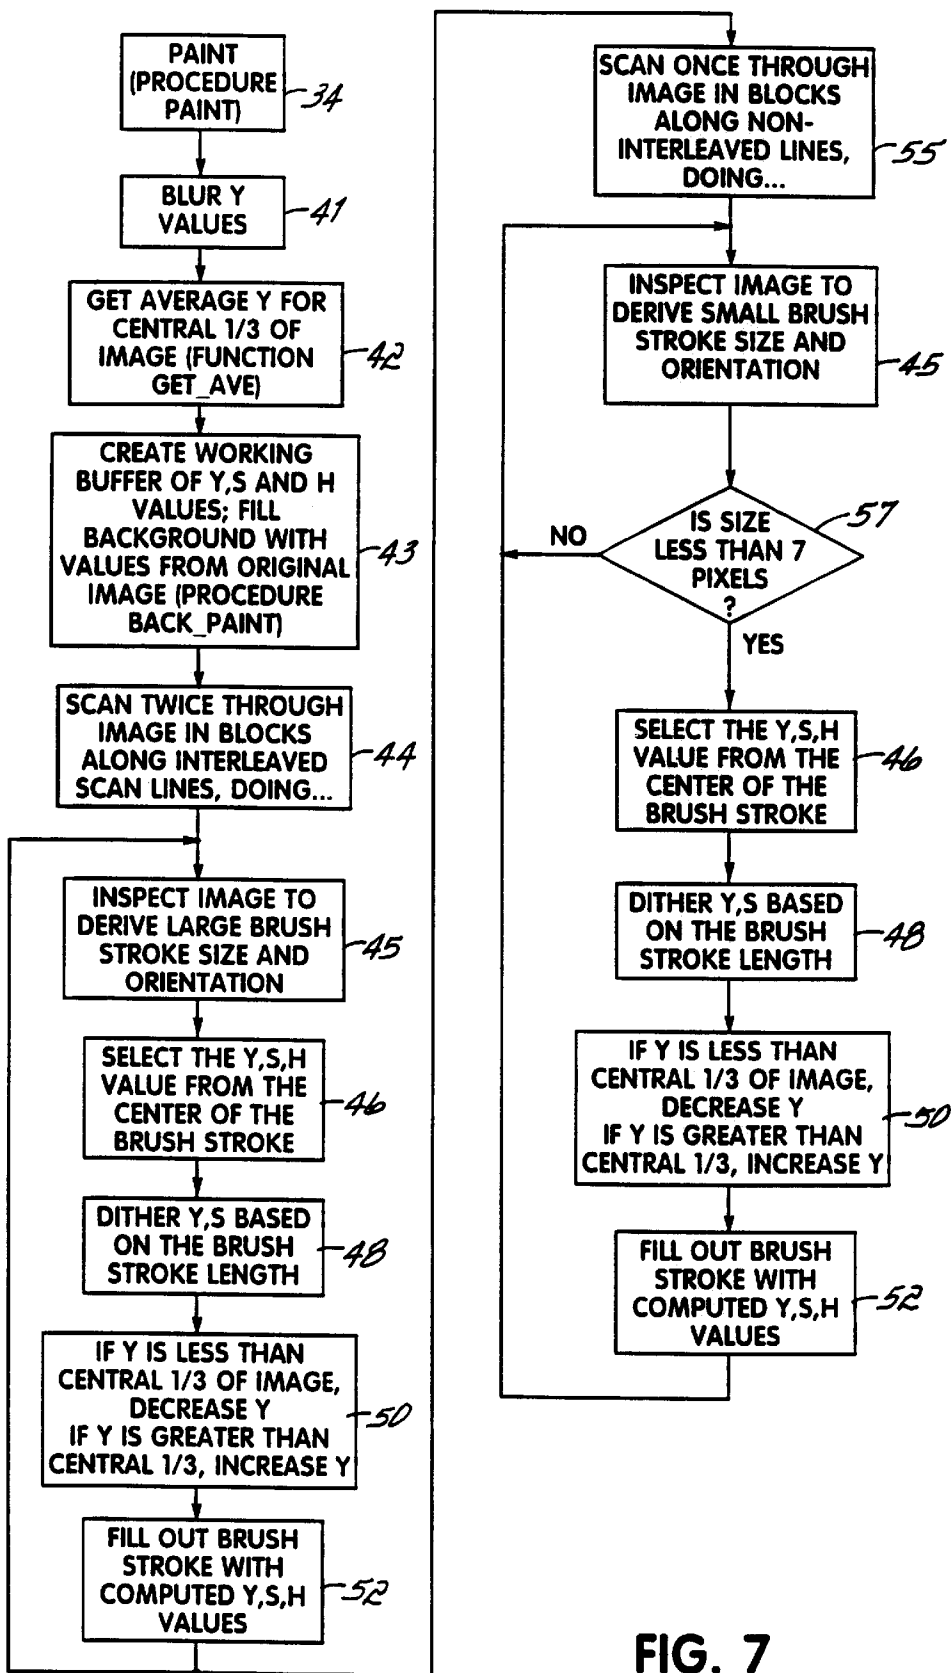 PAINT
(PROCEDURE
PAINT)
34
BLUR Y
VALUES
41
GET AVERAGE Y FOR
CENTRAL 1/3 OF
IMAGE (FUNCTION
GET_AVE)
42
CREATE WORKING
BUFFER OF Y,S AND H
VALUES; FILL
BACKGROUND WITH
VALUES FROM ORIGINAL
IMAGE (PROCEDURE
BACK_PAINT)
43
SCAN TWICE THROUGH
IMAGE IN BLOCKS
ALONG INTERLEAVED
SCAN LINES, DOING...
44
INSPECT IMAGE TO
DERIVE LARGE BRUSH
STROKE SIZE AND
ORIENTATION
45
SELECT THE Y,S,H
VALUE FROM THE
CENTER OF THE
BRUSH STROKE
46
DITHER Y,S BASED
ON THE BRUSH
STROKE LENGTH
48
IF Y IS LESS THAN
CENTRAL 1/3 OF IMAGE,
DECREASE Y
IF Y IS GREATER THAN
CENTRAL 1/3, INCREASE Y
50
FILL OUT BRUSH
STROKE WITH
COMPUTED Y,S,H
VALUES
52
SCAN ONCE THROUGH
IMAGE IN BLOCKS
ALONG NON-
INTERLEAVED LINES,
DOING...
55
INSPECT IMAGE TO
DERIVE SMALL BRUSH
STROKE SIZE AND
ORIENTATION
45
IS SIZE
LESS THAN 7
PIXELS
?
57
NO
YES
SELECT THE Y,S,H
VALUE FROM THE
CENTER OF THE
BRUSH STROKE
46
DITHER Y,S BASED
ON THE BRUSH
STROKE LENGTH
48
IF Y IS LESS THAN
CENTRAL 1/3 OF IMAGE,
DECREASE Y
IF Y IS GREATER THAN
CENTRAL 1/3, INCREASE Y
50
FILL OUT BRUSH
STROKE WITH
COMPUTED Y,S,H
VALUES
52
FIG. 7